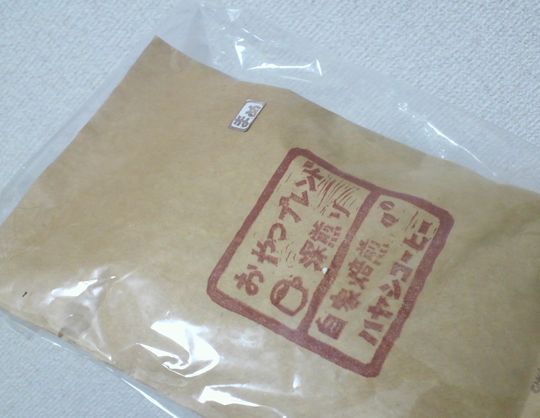 おやつブレンド
深煎り
自家焙煎の
ハヤシコーヒー